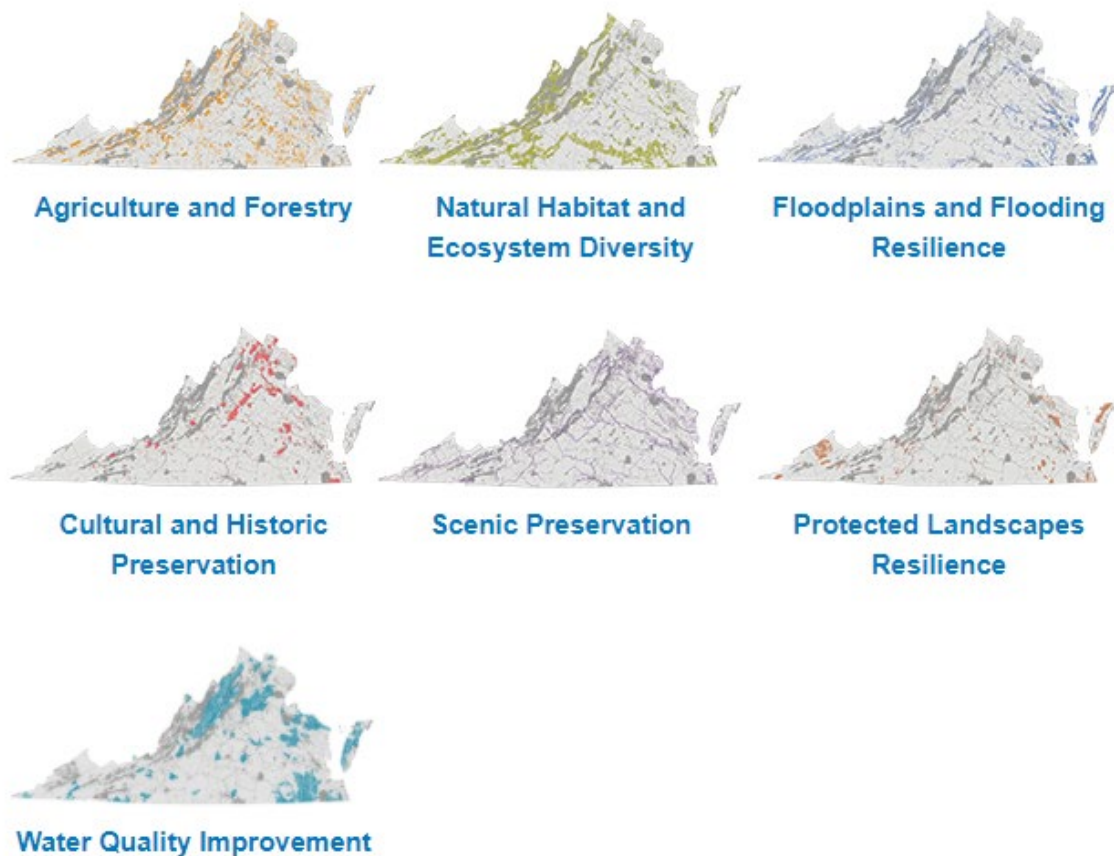 Agriculture and Forestry
Natural Habitat and
Ecosystem Diversity
Floodplains and Flooding
Resilience
Cultural and Historic
Preservation
Scenic Preservation
Protected Landscapes
Resilience
Water Quality Improvement